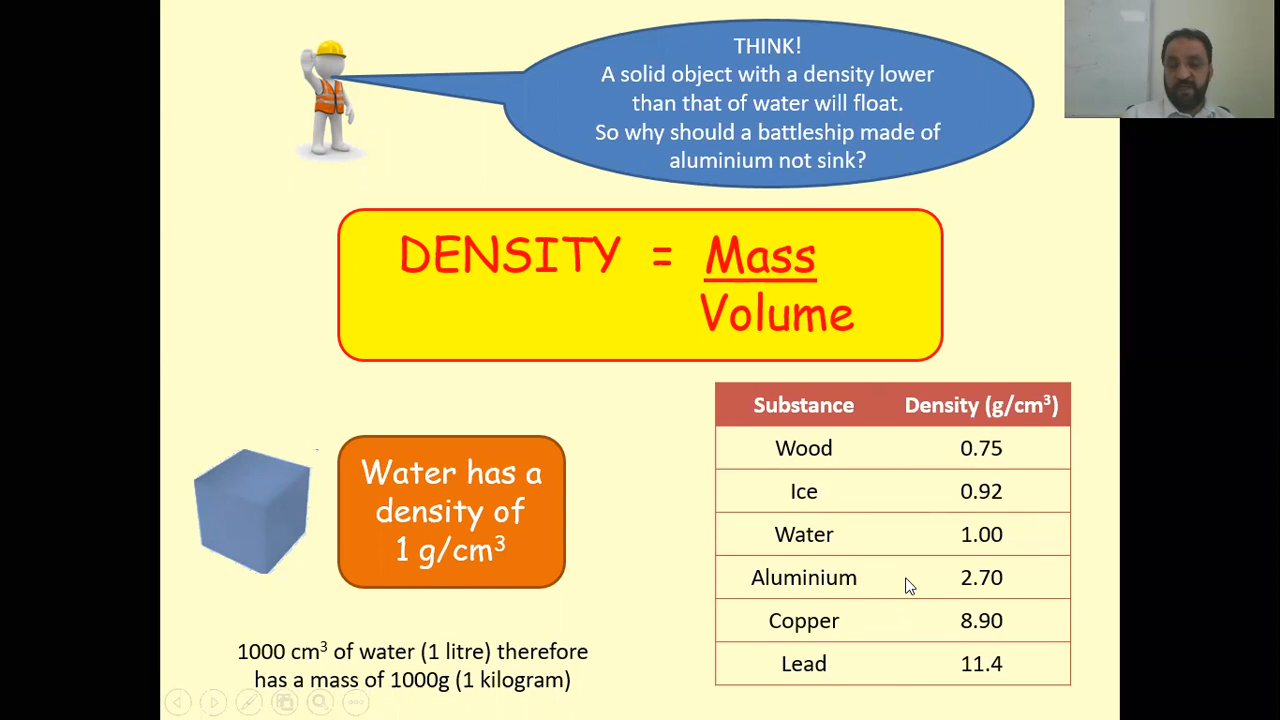 THINK!
A solid object with a density lower
than that of water will float.
So why should a battleship made of
aluminium not sink?
DENSITY = Mass
Volume
Water has a
density of
1 g/cm³
1000 cm³ of water (1 litre) therefore
has a mass of 1000g (1 kilogram)
Substance Density (g/cm³)
Wood 0.75
Ice 0.92
Water 1.00
Aluminium 2.70
Copper 8.90
Lead 11.4